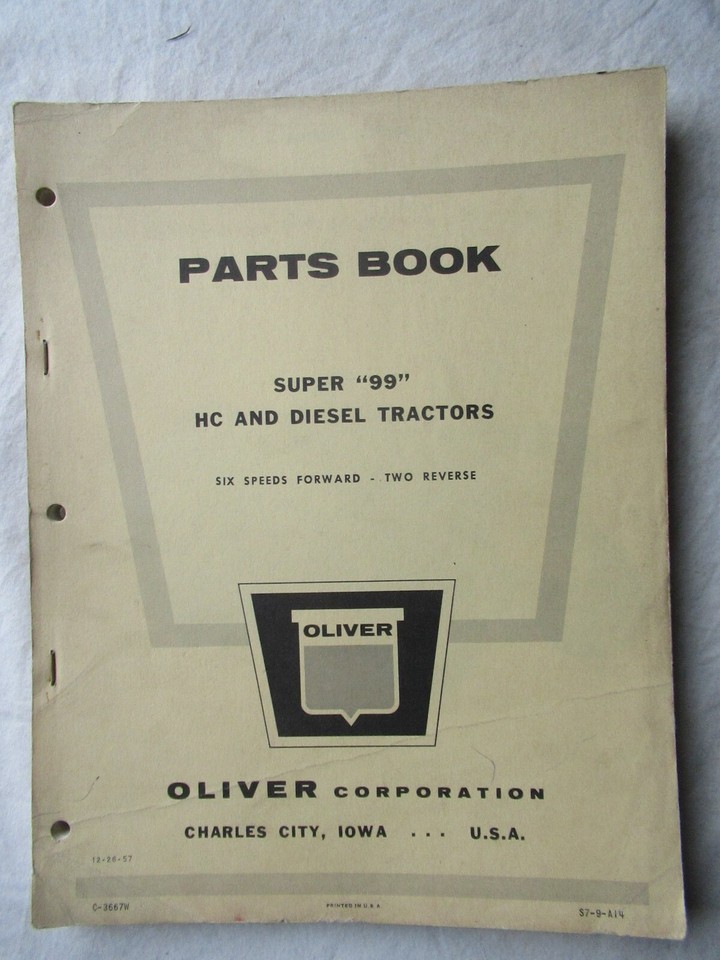 PARTS BOOK
SUPER “99”
HC AND DIESEL TRACTORS
SIX SPEEDS FORWARD - TWO REVERSE
OLIVER
OLIVER CORPORATION
CHARLES CITY, IOWA ... U.S.A.
12-26-57
C-3667W PRINTED IN U.S.A. S7-9-A14